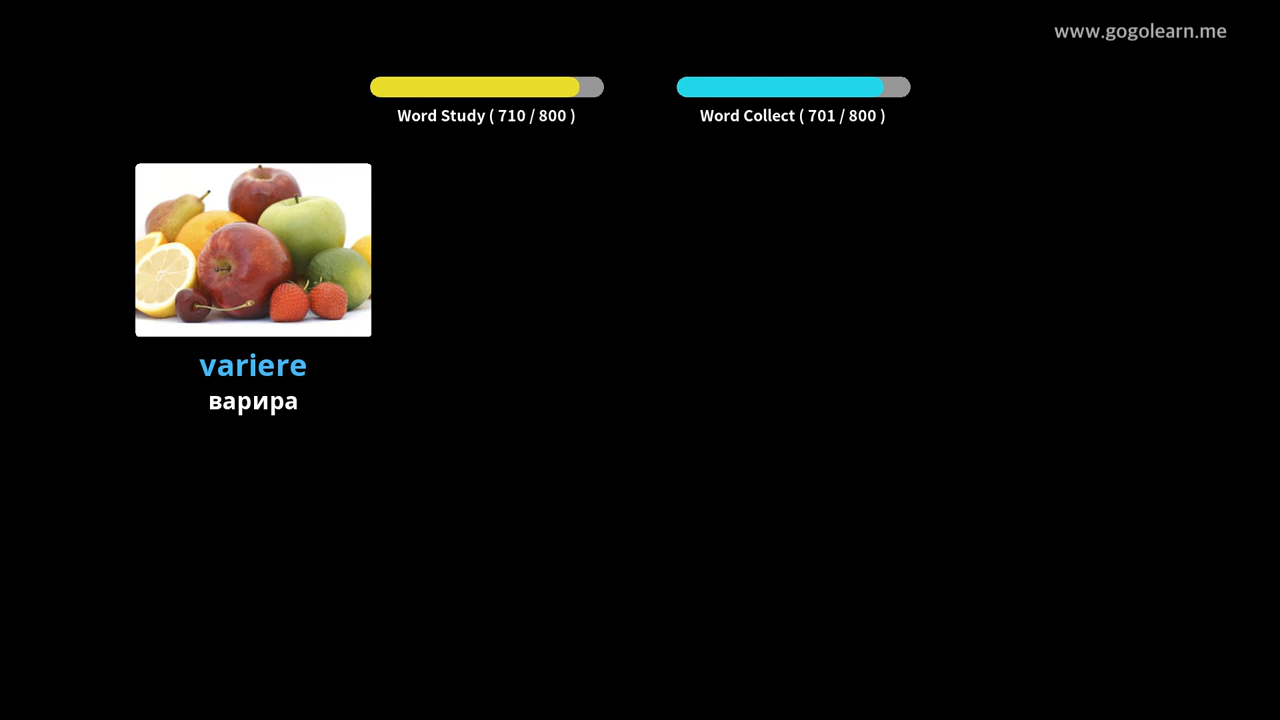 www.gogolearn.me
Word Study ( 710 / 800 )
Word Collect ( 701 / 800 )
variere
варира